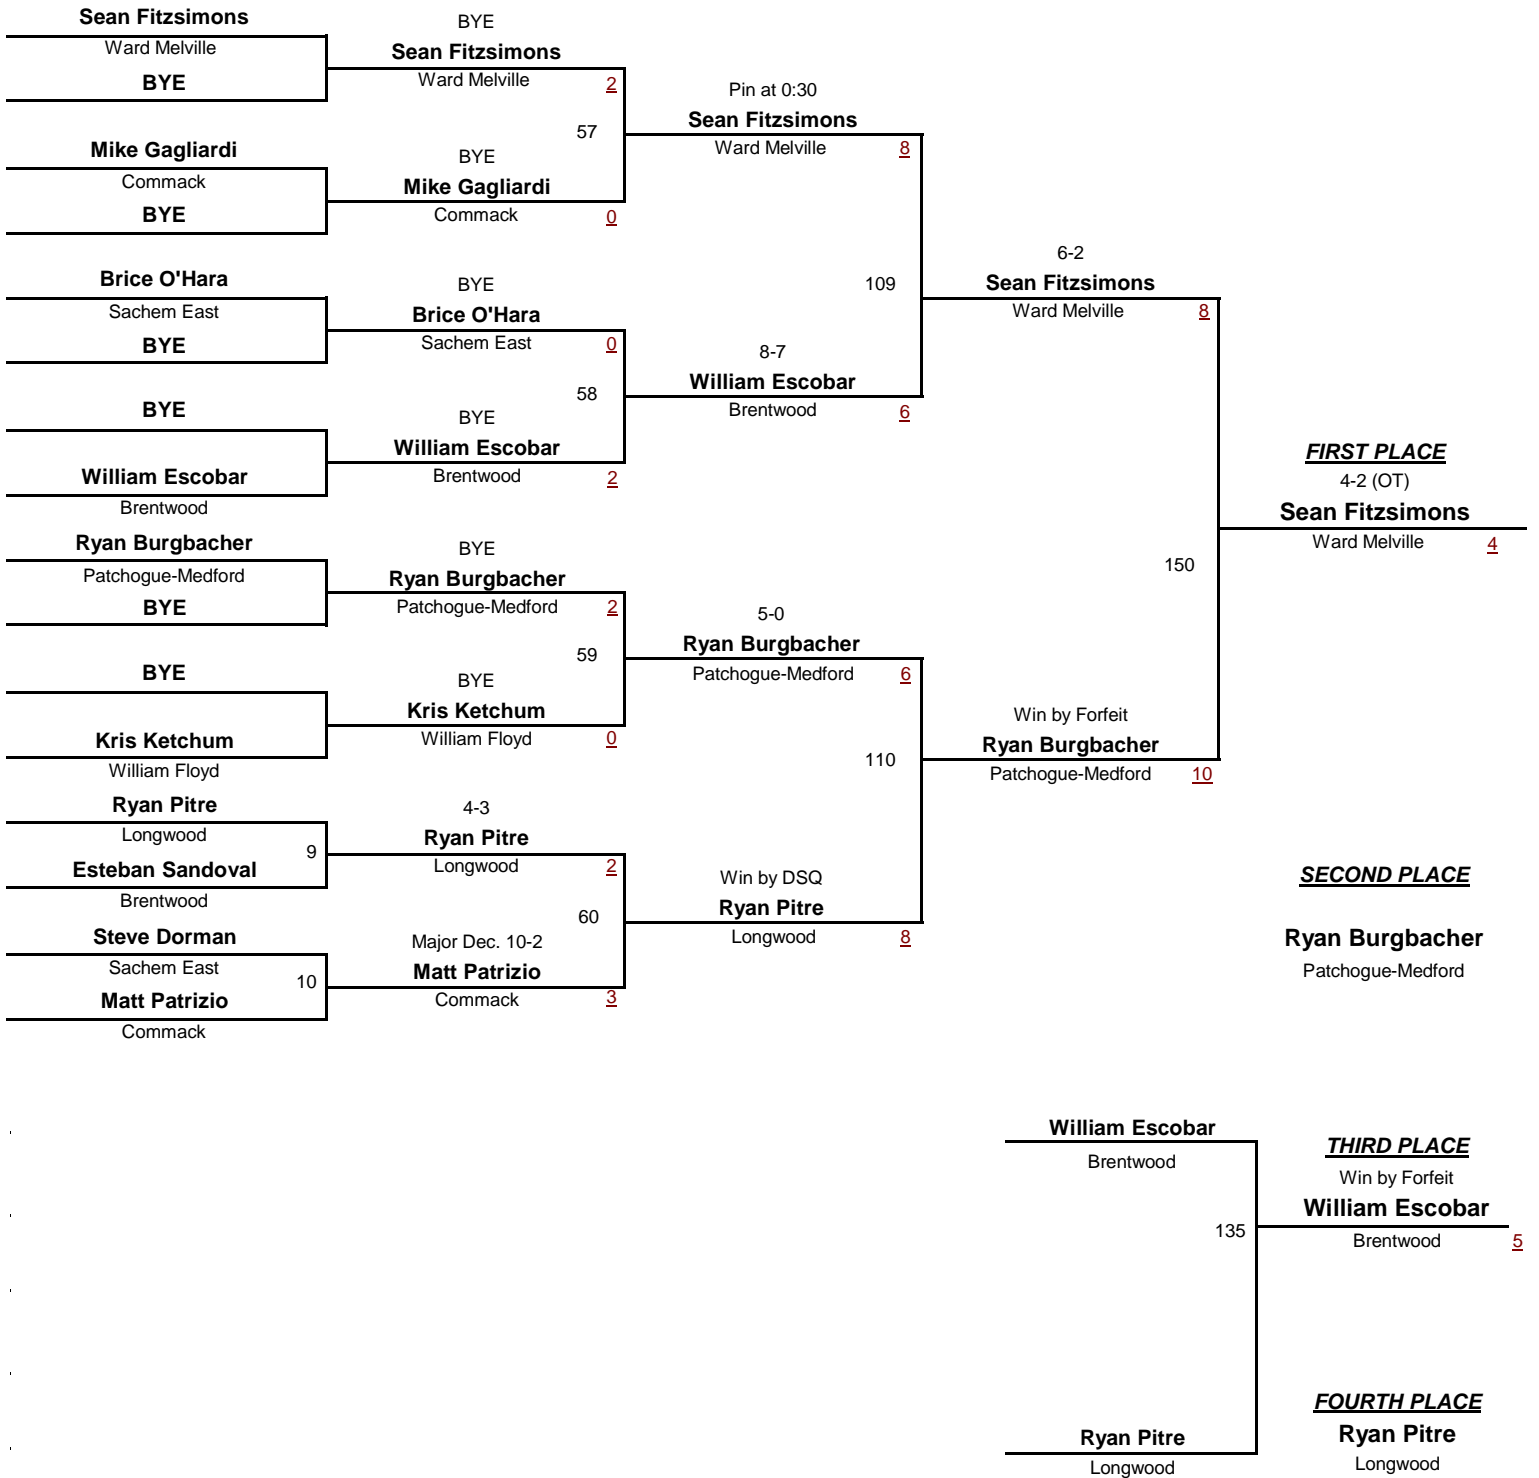 Sean Fitzsimons
Ward Melville
BYE
Mike Gagliardi
Commack
BYE
Brice O'Hara
Sachem East
BYE
BYE
William Escobar
Brentwood
Ryan Burgbacher
Patchogue-Medford
BYE
BYE
Kris Ketchum
William Floyd
Ryan Pitre
Longwood
9
Esteban Sandoval
Brentwood
Steve Dorman
Sachem East
10
Matt Patrizio
Commack
BYE
Sean Fitzsimons
Ward Melville 2
57
BYE
Mike Gagliardi
Commack 0
BYE
Brice O'Hara
Sachem East 0
58
BYE
William Escobar
Brentwood 2
BYE
Ryan Burgbacher
Patchogue-Medford 2
59
BYE
Kris Ketchum
William Floyd 0
4-3
Ryan Pitre
Longwood 2
60
Major Dec. 10-2
Matt Patrizio
Commack 3
Pin at 0:30
Sean Fitzsimons
Ward Melville 8
109
8-7
William Escobar
Brentwood 6
5-0
Ryan Burgbacher
Patchogue-Medford 6
110
Win by DSQ
Ryan Pitre
Longwood 8
6-2
Sean Fitzsimons
Ward Melville 8
150
Win by Forfeit
Ryan Burgbacher
Patchogue-Medford 10
FIRST PLACE
4-2 (OT)
Sean Fitzsimons
Ward Melville 4
SECOND PLACE
Ryan Burgbacher
Patchogue-Medford
William Escobar
Brentwood
135
Ryan Pitre
Longwood
THIRD PLACE
Win by Forfeit
William Escobar
Brentwood 5
FOURTH PLACE
Ryan Pitre
Longwood